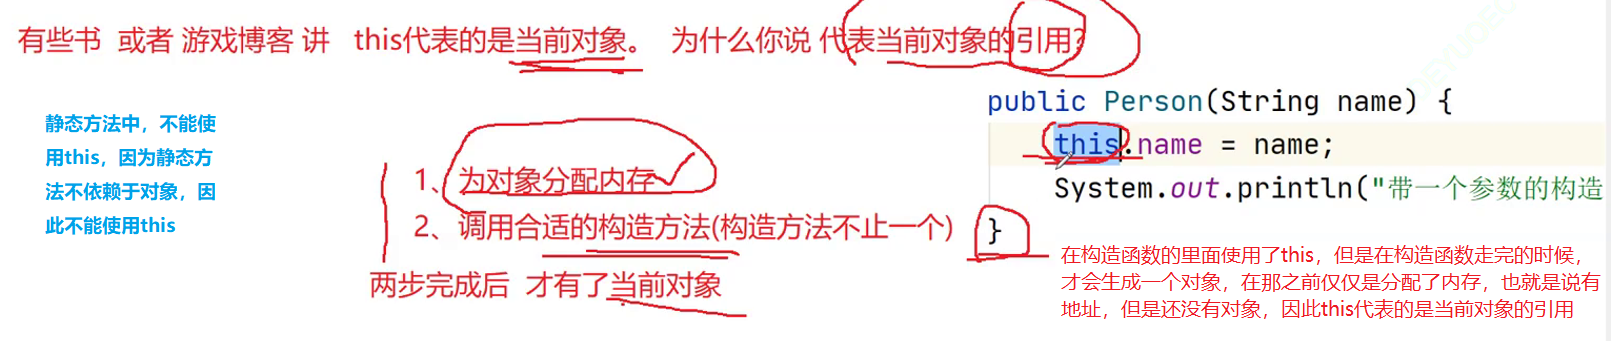 有些书 或者 游戏博客 讲 this代表的是当前对象。 为什么你说 代表当前对象的引用?
静态方法中，不能使
用this，因为静态方
法不依赖于对象，因
此不能使用this
1、为对象分配内存
2、调用合适的构造方法(构造方法不止一个)
两步完成后 才有了当前对象
public Person(String name) {
this.name = name;
System.out.println("带一个参数的构造
}
在构造函数的里面使用了this，但是在构造函数走完的时候，
才会生成一个对象，在那之前仅仅是分配了内存，也就是说有
地址，但是还没有对象，因此this代表的是当前对象的引用